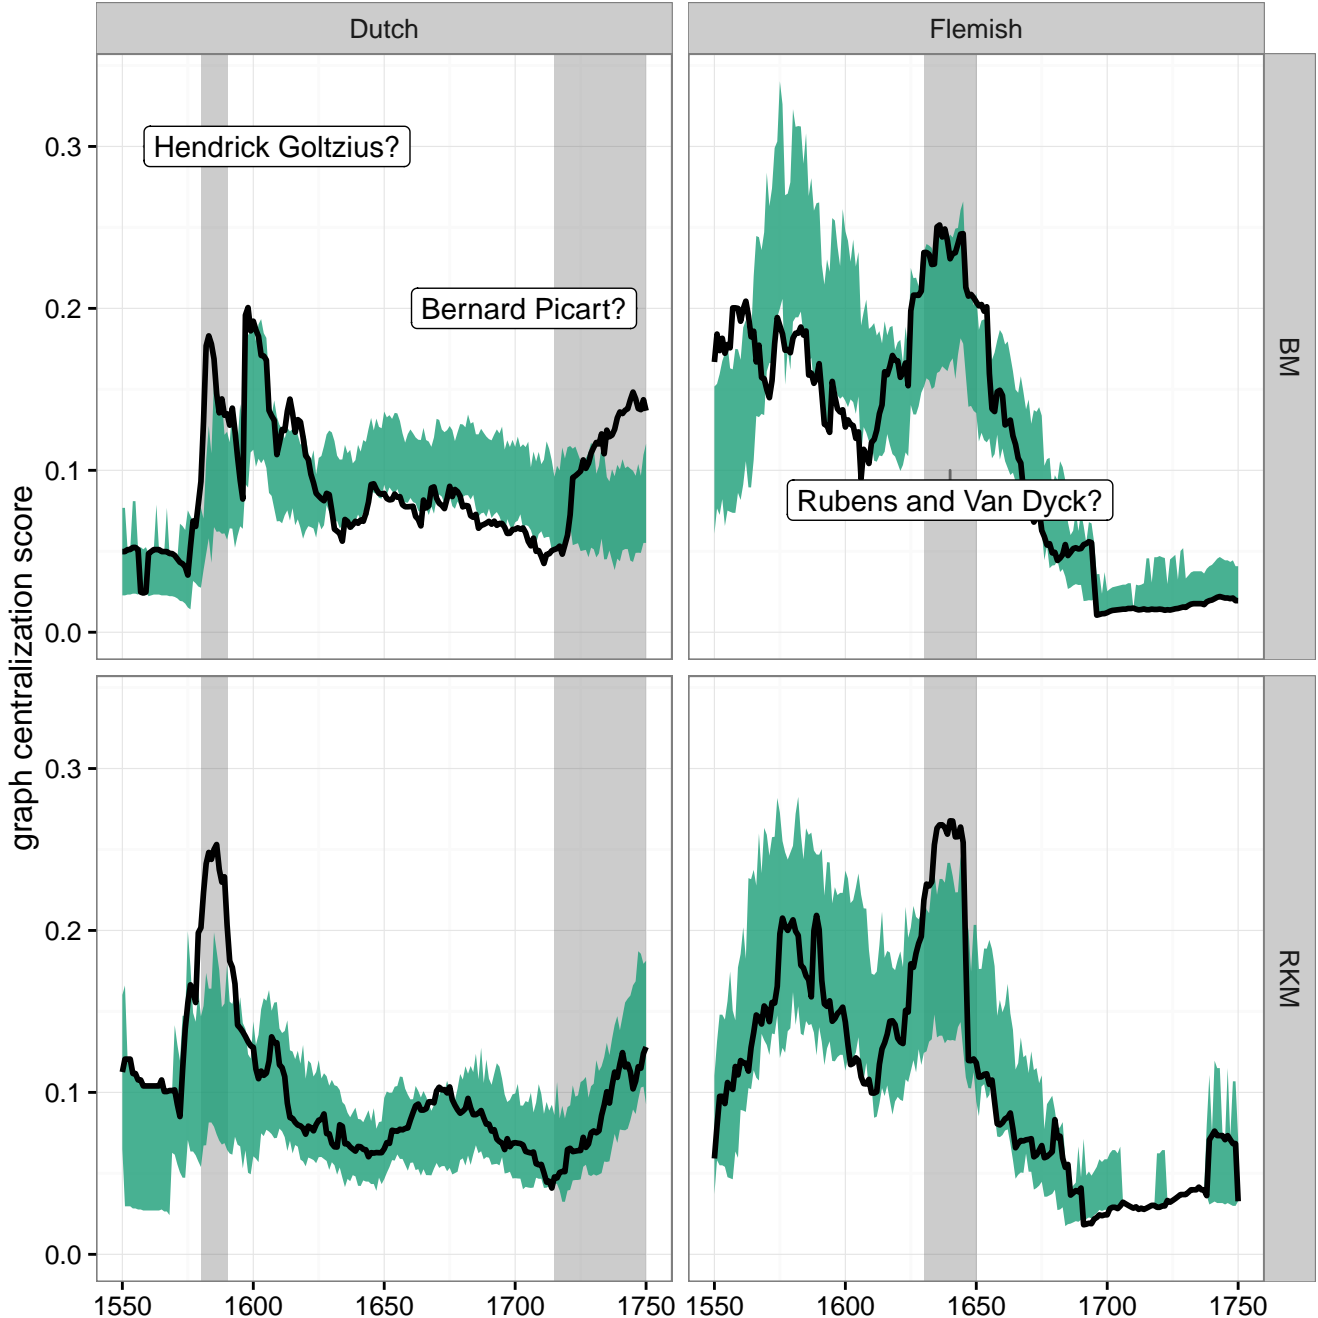 Dutch
Flemish
Hendrick Goltzius?
Bernard Picart?
Rubens and Van Dyck?
BM
RKM
graph centralization score
0.3
0.2
0.1
0.0
0.3
0.2
0.1
0.0
1550 1600 1650 1700 1750
1550 1600 1650 1700 1750